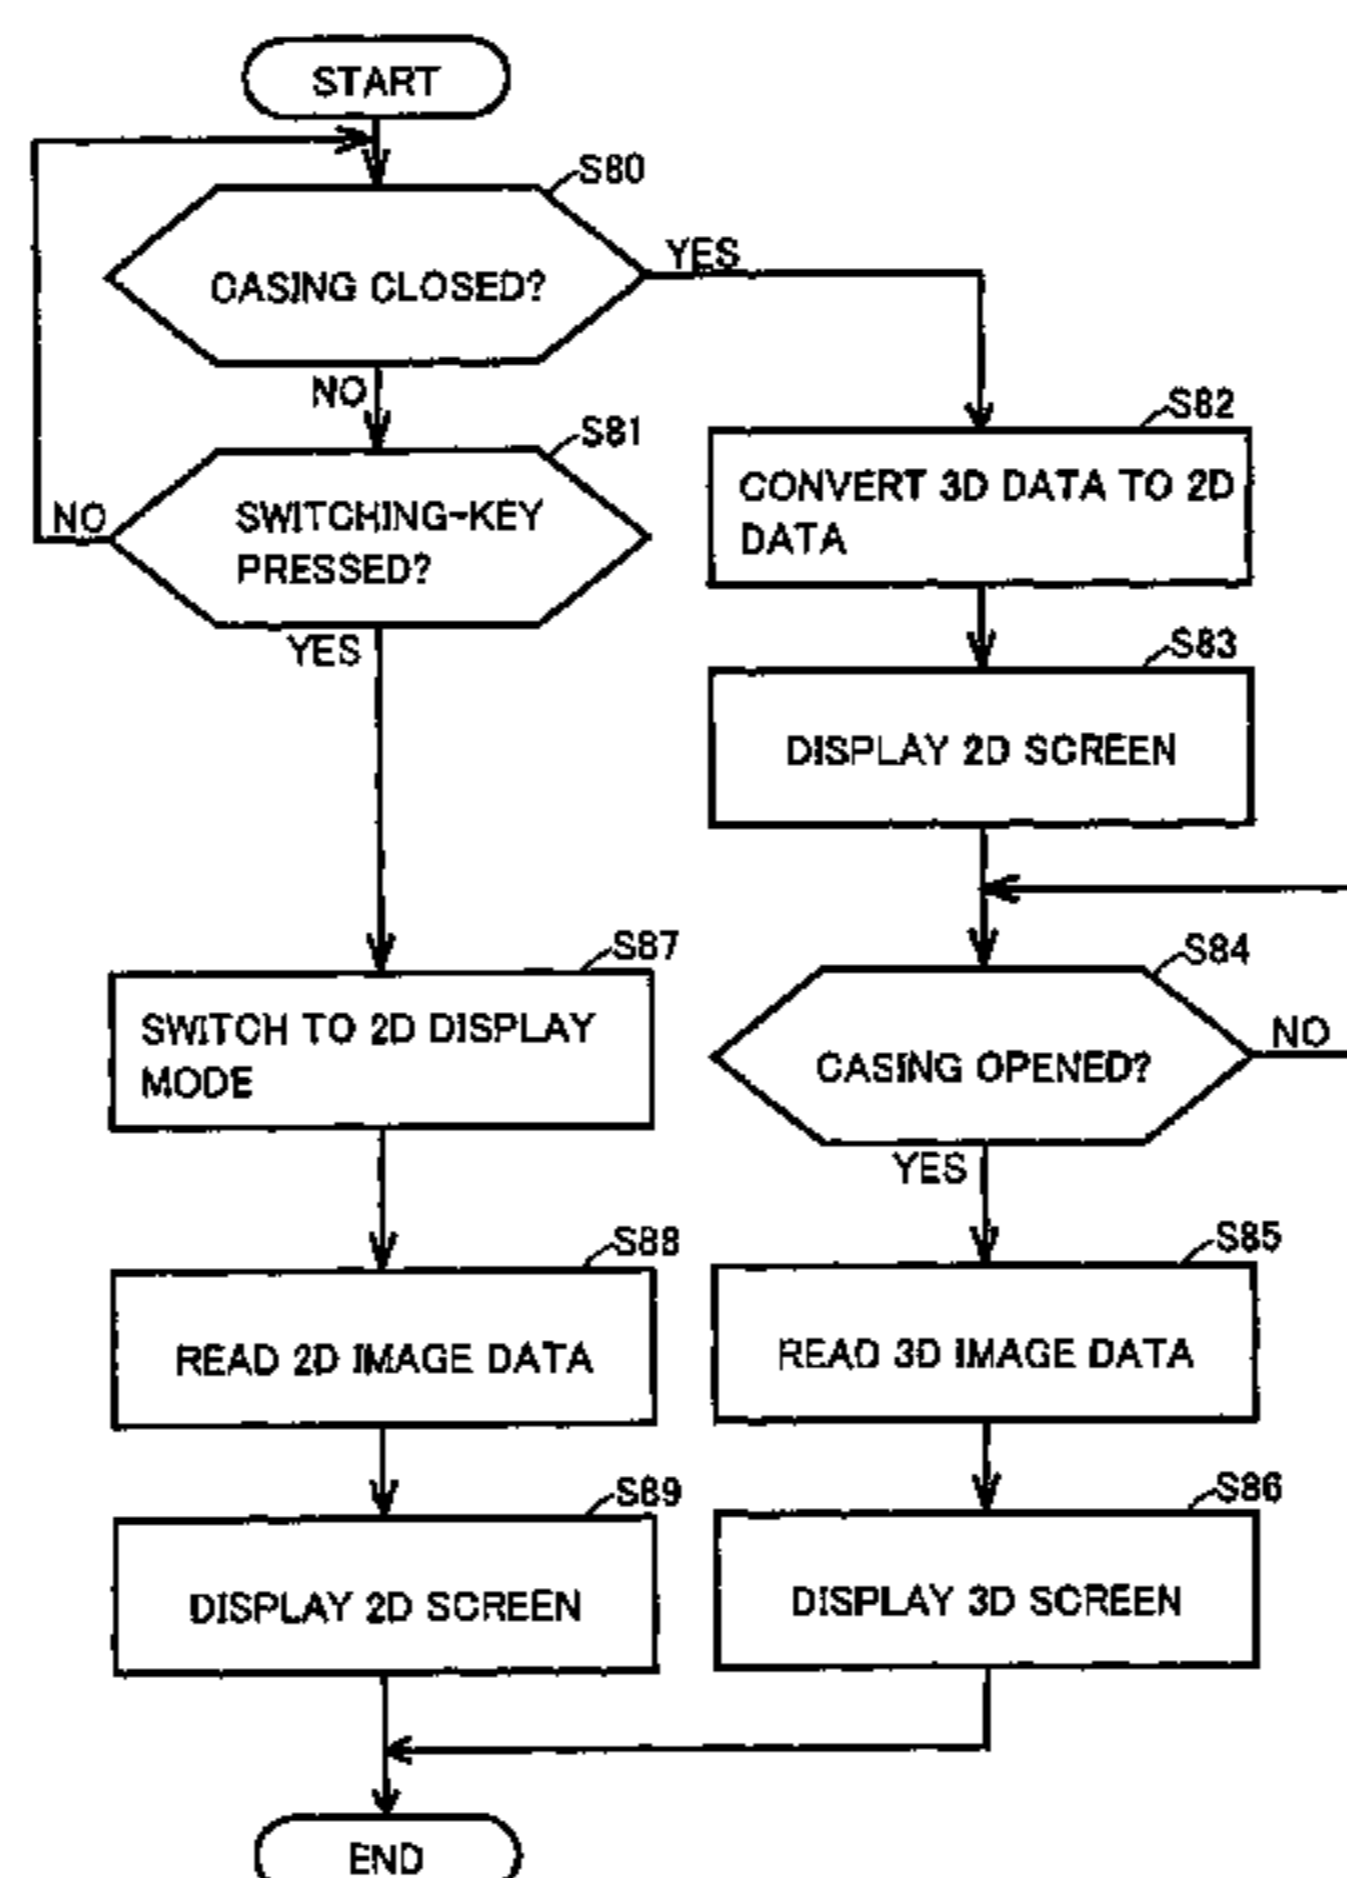 START
S80
CASING CLOSED?
YES
NO
S81
SWITCHING-KEY
PRESSED?
NO
YES
S82
CONVERT 3D DATA TO 2D
DATA
S83
DISPLAY 2D SCREEN
S84
CASING OPENED?
NO
YES
S85
READ 3D IMAGE DATA
S86
DISPLAY 3D SCREEN
S87
SWITCH TO 2D DISPLAY
MODE
S88
READ 2D IMAGE DATA
S89
DISPLAY 2D SCREEN
END